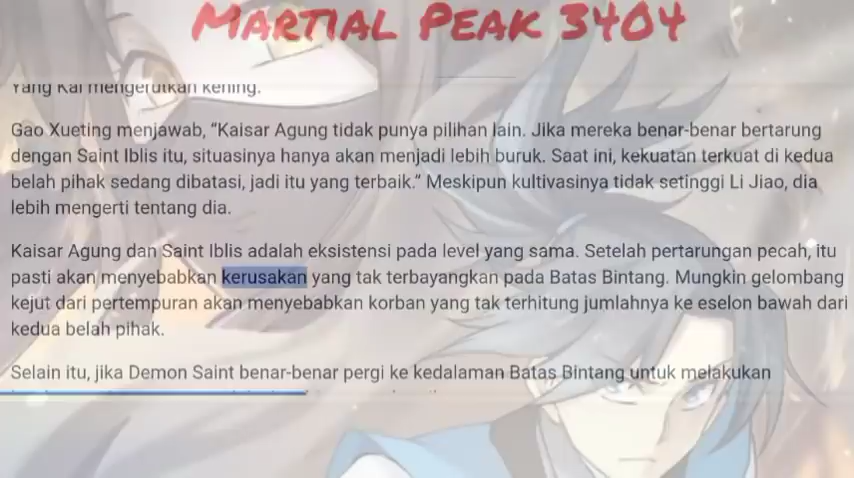 MARTIAL PEAK 3404
Yang Kai mengerutkan kening.
Gao Xueting menjawab, “Kaisar Agung tidak punya pilihan lain. Jika mereka benar-benar bertarung
dengan Saint Iblis itu, situasinya hanya akan menjadi lebih buruk. Saat ini, kekuatan terkuat di kedua
belah pihak sedang dibatasi, jadi itu yang terbaik.” Meskipun kultivasinya tidak setinggi Li Jiao, dia
lebih mengerti tentang dia.
Kaisar Agung dan Saint Iblis adalah eksistensi pada level yang sama. Setelah pertarungan pecah, itu
pasti akan menyebabkan kerusakan yang tak terbayangkan pada Batas Bintang. Mungkin gelombang
kejut dari pertempuran akan menyebabkan korban yang tak terhitung jumlahnya ke eselon bawah dari
kedua belah pihak.
Selain itu, jika Demon Saint benar-benar pergi ke kedalaman Batas Bintang untuk melakukan